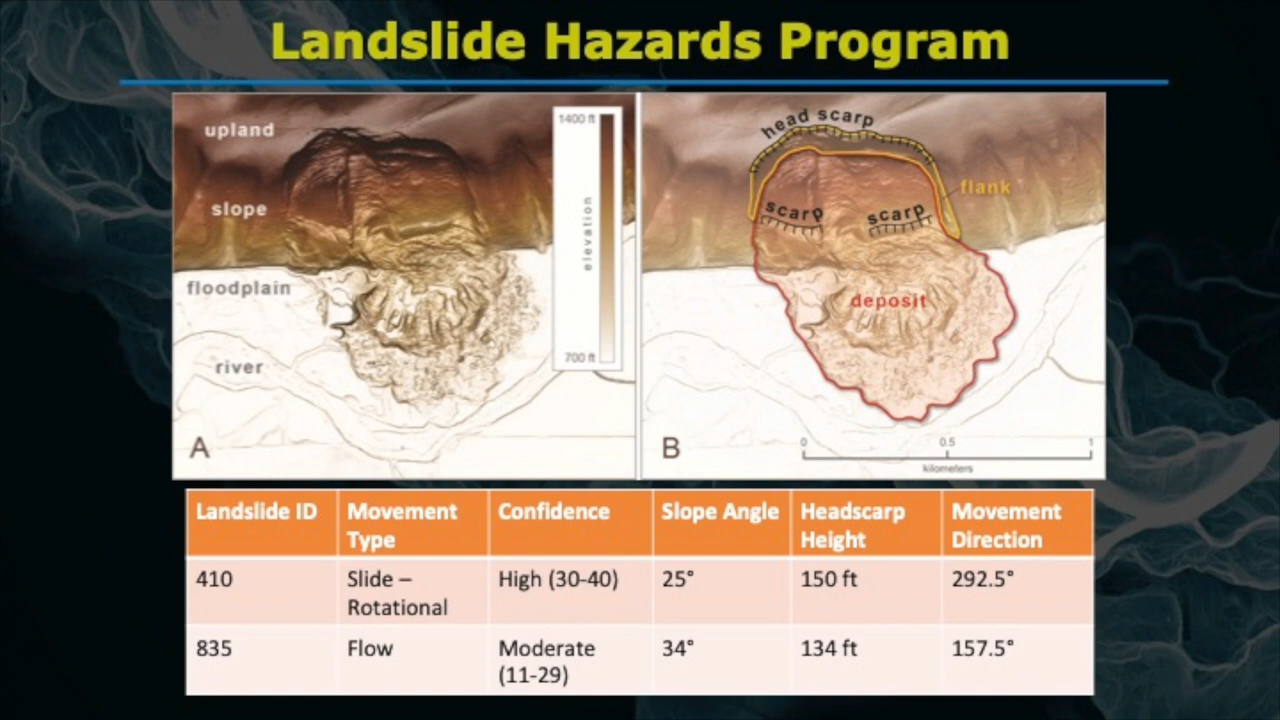 Landslide Hazards Program
upland
slope
floodplain
river
A
1400 ft
elevation
700 ft
head scarp
flank
scarp
scarp
deposit
B
0 0.5 1
kilometers
Landslide ID Movement Type Confidence Slope Angle Headscarp Height Movement Direction
410 Slide – Rotational High (30-40) 25° 150 ft 292.5°
835 Flow Moderate (11-29) 34° 134 ft 157.5°